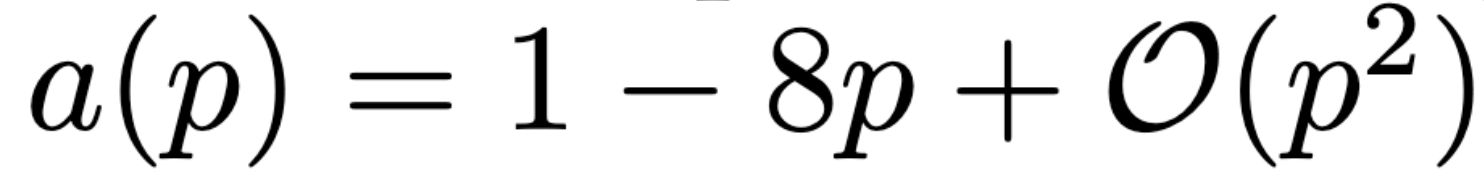 a(p) = 1 − 8p + 𝒪(p²)